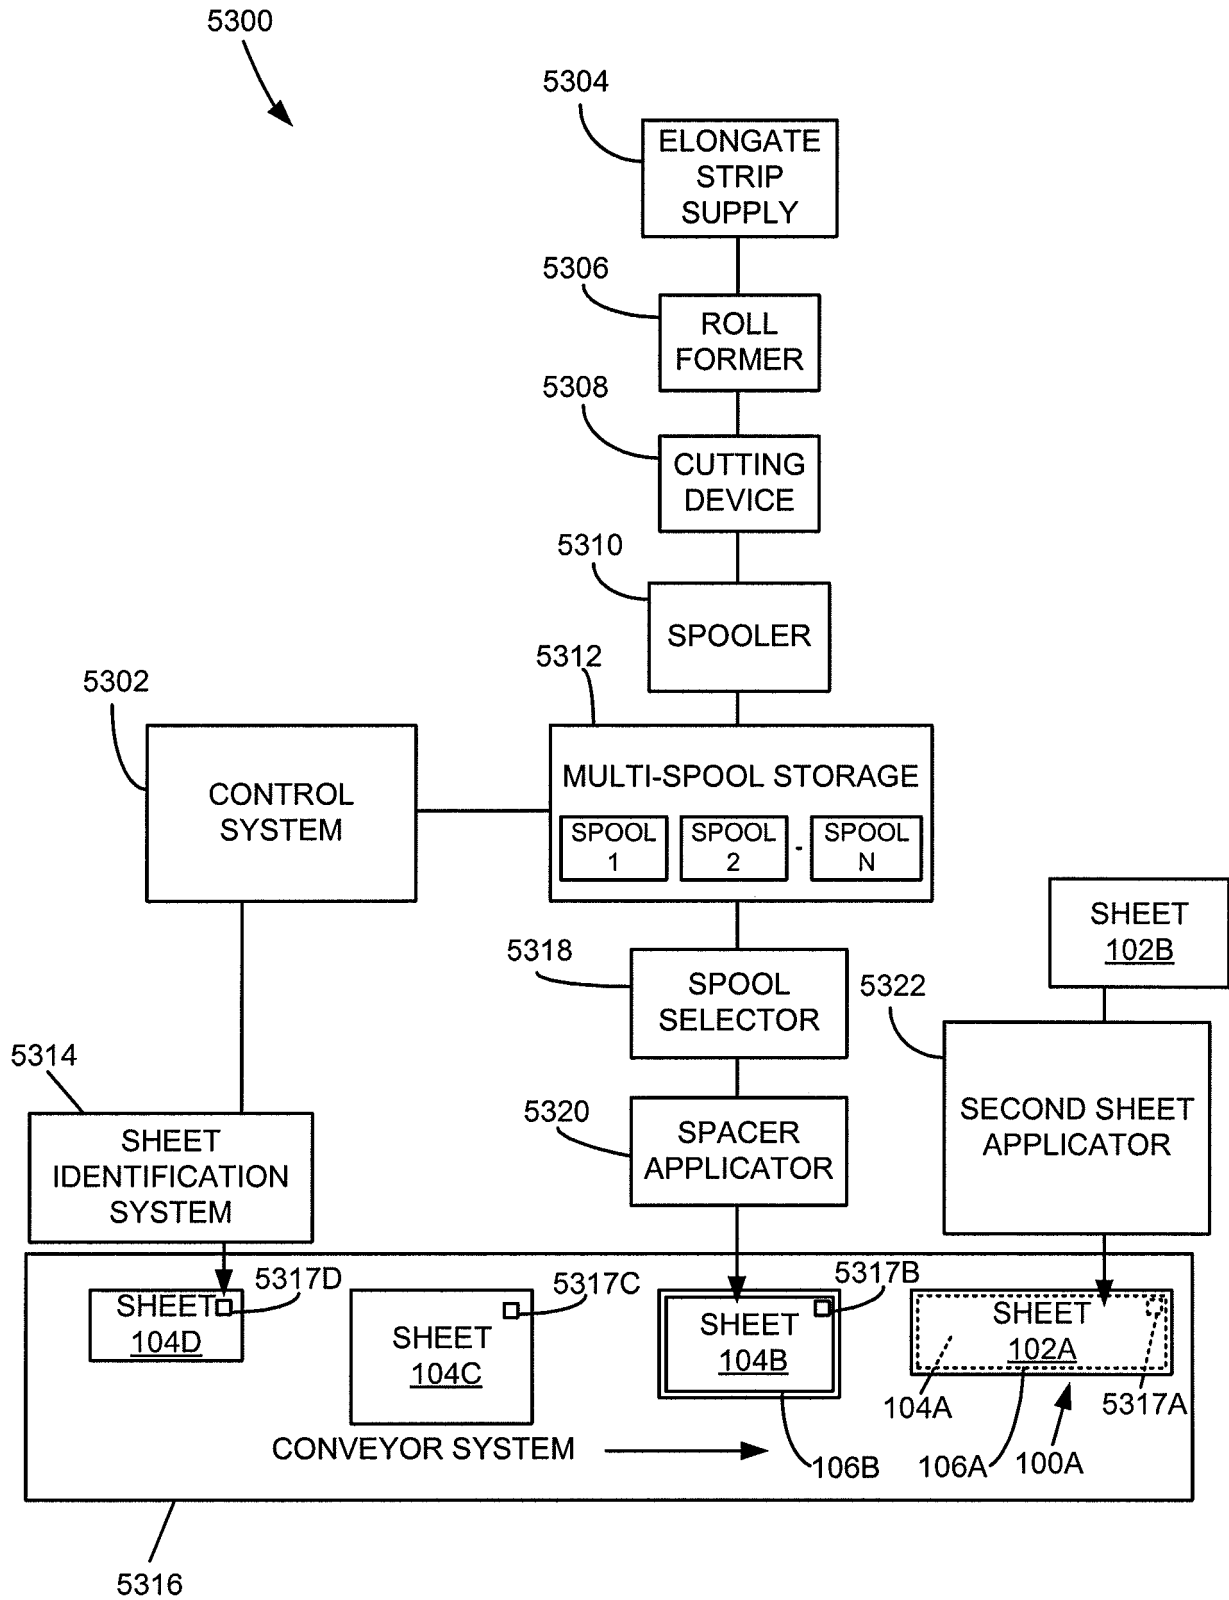 5300
5304
ELONGATE
STRIP
SUPPLY
5306
ROLL
FORMER
5308
CUTTING
DEVICE
5310
SPOOLER
5312
5302
CONTROL
SYSTEM
MULTI-SPOOL STORAGE
SPOOL
1
SPOOL
2
-
SPOOL
N
SHEET
102B
5318
SPOOL
SELECTOR
5322
5314
SHEET
IDENTIFICATION
SYSTEM
5320
SPACER
APPLICATOR
SECOND SHEET
APPLICATOR
5317D
SHEET
104D
5317C
SHEET
104C
5317B
SHEET
104B
SHEET
102A
104A
5317A
CONVEYOR SYSTEM
106B
106A
100A
5316